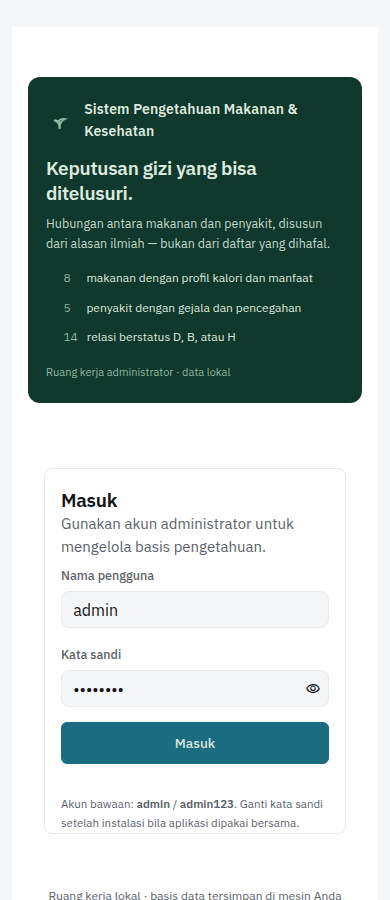 Sistem Pengetahuan Makanan &
Kesehatan
Keputusan gizi yang bisa
ditelusuri.
Hubungan antara makanan dan penyakit, disusun
dari alasan ilmiah — bukan dari daftar yang dihafal.
8 makanan dengan profil kalori dan manfaat
5 penyakit dengan gejala dan pencegahan
14 relasi berstatus D, B, atau H
Ruang kerja administrator · data lokal
Masuk
Gunakan akun administrator untuk
mengelola basis pengetahuan.
Nama pengguna
admin
Kata sandi
••••••••
Masuk
Akun bawaan: admin / admin123. Ganti kata sandi
setelah instalasi bila aplikasi dipakai bersama.
Ruang kerja lokal · basis data tersimpan di mesin Anda